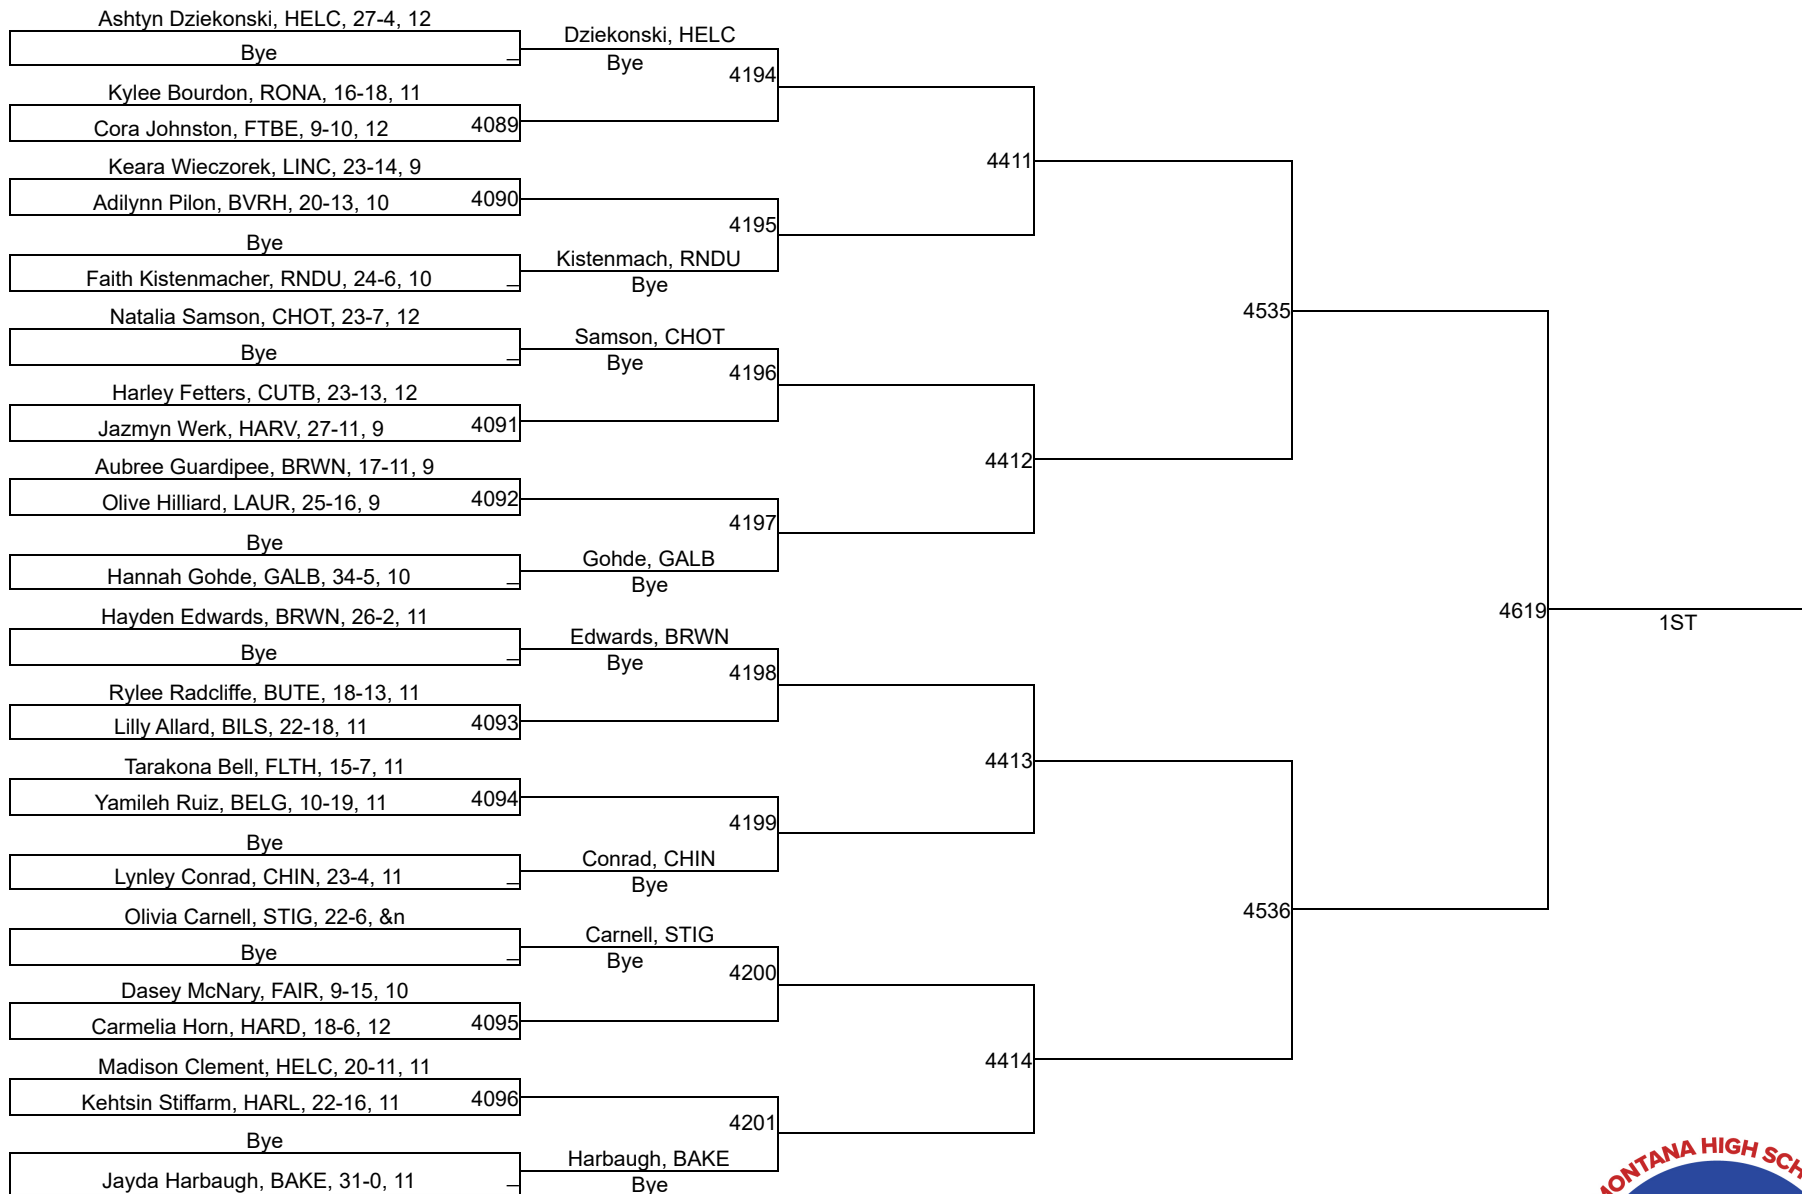 Ashtyn Dziekonski, HELC, 27-4, 12
Bye
Dziekonski, HELC
Bye
4194
Kylee Bourdon, RONA, 16-18, 11
Cora Johnston, FTBE, 9-10, 12 4089
4411
Keara Wieczorek, LINC, 23-14, 9
Adilynn Pilon, BVRH, 20-13, 10 4090
4195
Bye
Faith Kistenmacher, RNDU, 24-6, 10
Kistenmach, RNDU
Bye
4535
Natalia Samson, CHOT, 23-7, 12
Bye
Samson, CHOT
Bye
4196
Harley Fetters, CUTB, 23-13, 12
Jazmyn Werk, HARV, 27-11, 9 4091
4412
Aubree Guardipee, BRWN, 17-11, 9
Olive Hilliard, LAUR, 25-16, 9 4092
4197
Bye
Hannah Gohde, GALB, 34-5, 10
Gohde, GALB
Bye
4619
1ST
Hayden Edwards, BRWN, 26-2, 11
Bye
Edwards, BRWN
Bye
4198
Rylee Radcliffe, BUTE, 18-13, 11
Lilly Allard, BILS, 22-18, 11 4093
4413
Tarakona Bell, FLTH, 15-7, 11
Yamileh Ruiz, BELG, 10-19, 11 4094
4199
Bye
Lynley Conrad, CHIN, 23-4, 11
Conrad, CHIN
Bye
4536
Olivia Carnell, STIG, 22-6, &n
Bye
Carnell, STIG
Bye
4200
Dasey McNary, FAIR, 9-15, 10
Carmelia Horn, HARD, 18-6, 12 4095
4414
Madison Clement, HELC, 20-11, 11
Kehtsin Stiffarm, HARL, 22-16, 11 4096
4201
Bye
Jayda Harbaugh, BAKE, 31-0, 11
Harbaugh, BAKE
Bye
MONTANA HIGH SCH